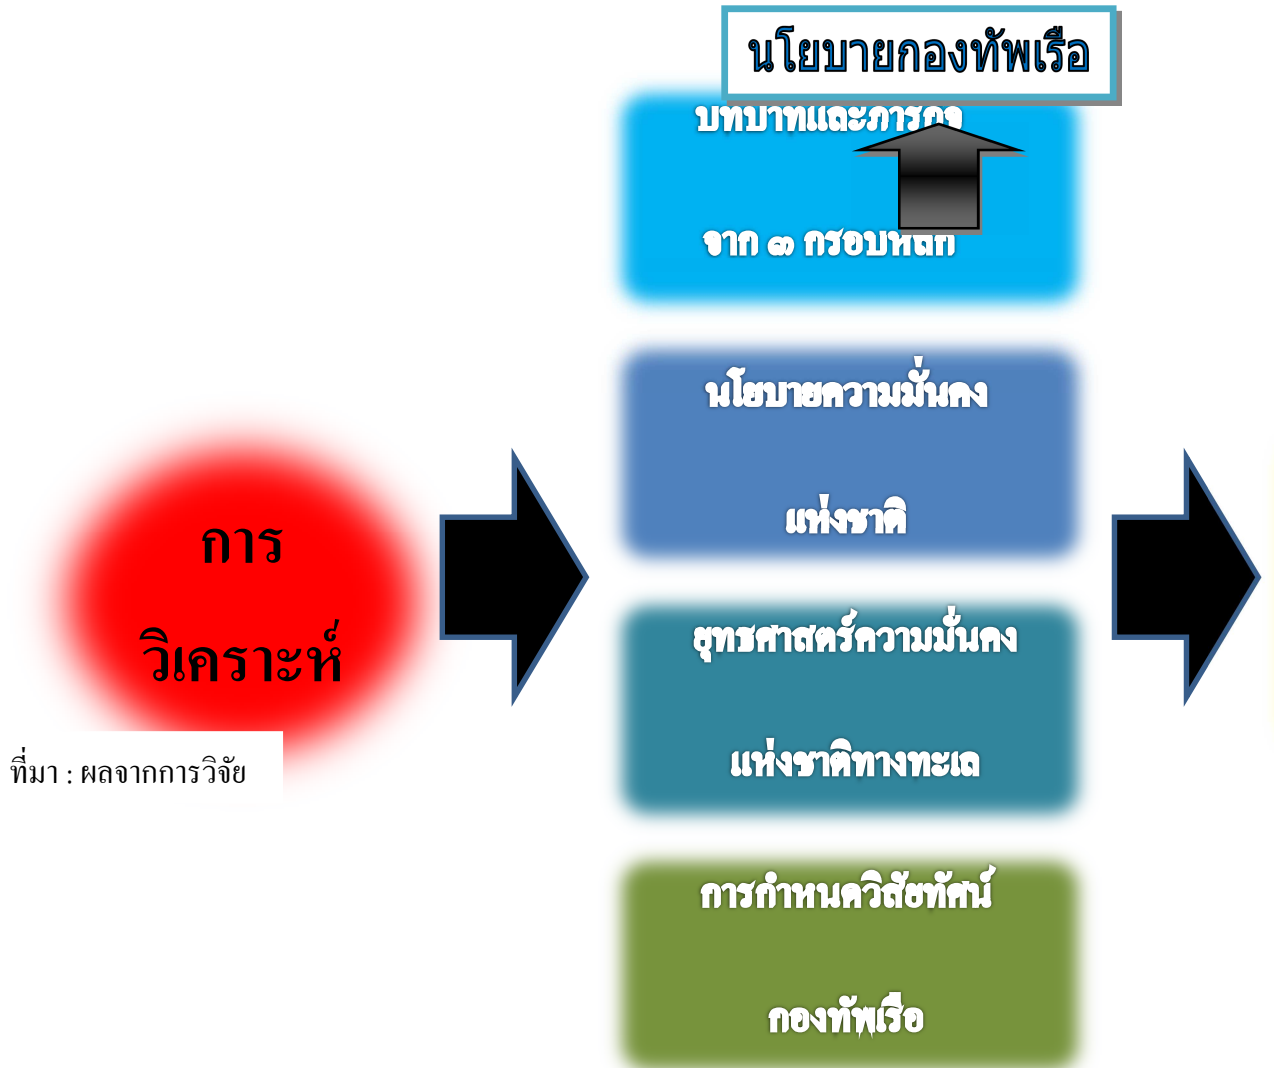 นโยบายกองทัพเรือ
บทบาทและภารกิจ
จาก ๓ กรอบหลัก
นโยบายความมั่นคง
แห่งชาติ
การ
วิเคราะห์
ยุทธศาสตร์ความมั่นคง
แห่งชาติทางทะเล
ที่มา : ผลจากการวิจัย
การกำหนดวิสัยทัศน์
กองทัพเรือ